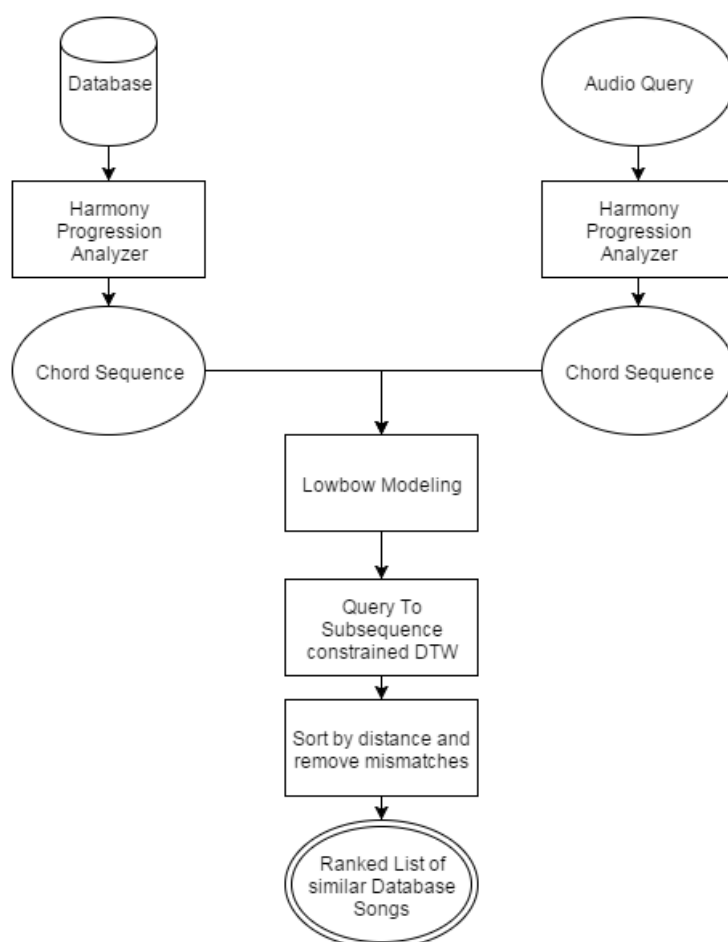 Database
Audio Query
Harmony
Progression
Analyzer
Harmony
Progression
Analyzer
Chord Sequence
Chord Sequence
Lowbow Modeling
Query To
Subsequence
constrained DTW
Sort by distance and
remove mismatches
Ranked List of
similar Database
Songs